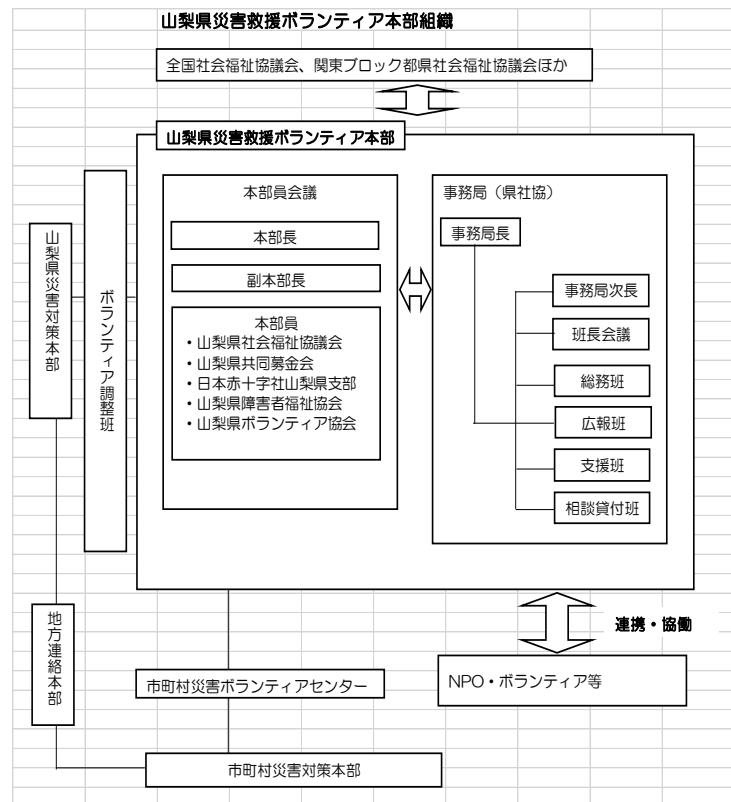 山梨県災害救援ボランティア本部組織
全国社会福祉協議会、関東ブロック都県社会福祉協議会ほか
山梨県災害救援ボランティア本部
本部員会議
本部長
副本部長
本部員
・山梨県社会福祉協議会
・山梨県共同募金会
・日本赤十字社山梨県支部
・山梨県障害者福祉協会
・山梨県ボランティア協会
事務局（県社協）
事務局長
事務局次長
班長会議
総務班
広報班
支援班
相談貸付班
山梨県災害対策本部
ボランティア調整班
地方連絡本部
連携・協働
市町村災害ボランティアセンター
NPO・ボランティア等
市町村災害対策本部